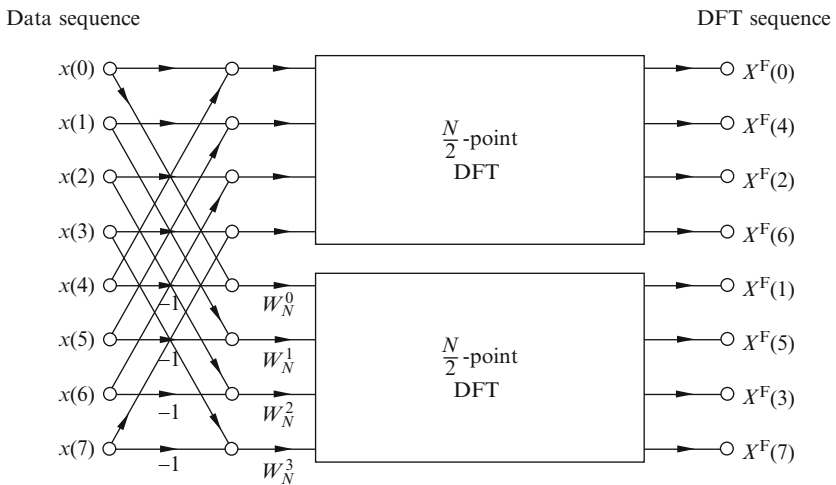 Data sequence DFT sequence
x(0) X^F(0)
x(1) X^F(4)
N/2 -point
DFT
x(2) X^F(2)
x(3) X^F(6)
x(4) –1 W_N^0 X^F(1)
x(5) –1 W_N^1 X^F(5)
N/2 -point
DFT
x(6) –1 W_N^2 X^F(3)
x(7) –1 W_N^3 X^F(7)